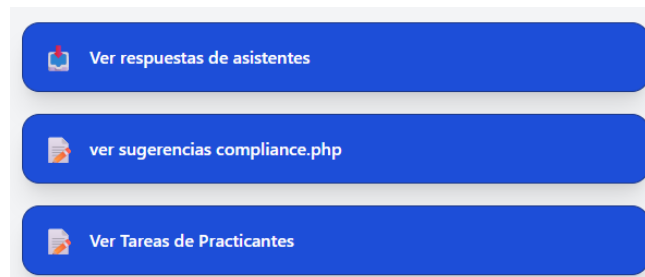 Ver respuestas de asistentes
ver sugerencias compliance.php
Ver Tareas de Practicantes